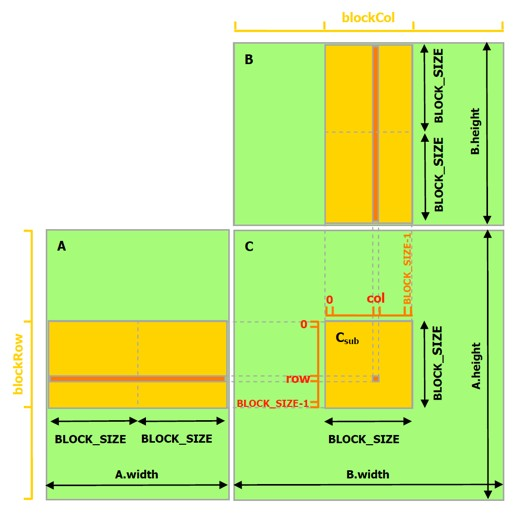 blockCol
B
BLOCK_SIZE
BLOCK_SIZE
B.height
A
C
blockRow
0
col
BLOCK_SIZE-1
0
Csub
row
BLOCK_SIZE-1
BLOCK_SIZE
A.height
BLOCK_SIZE
BLOCK_SIZE
BLOCK_SIZE
A.width
B.width